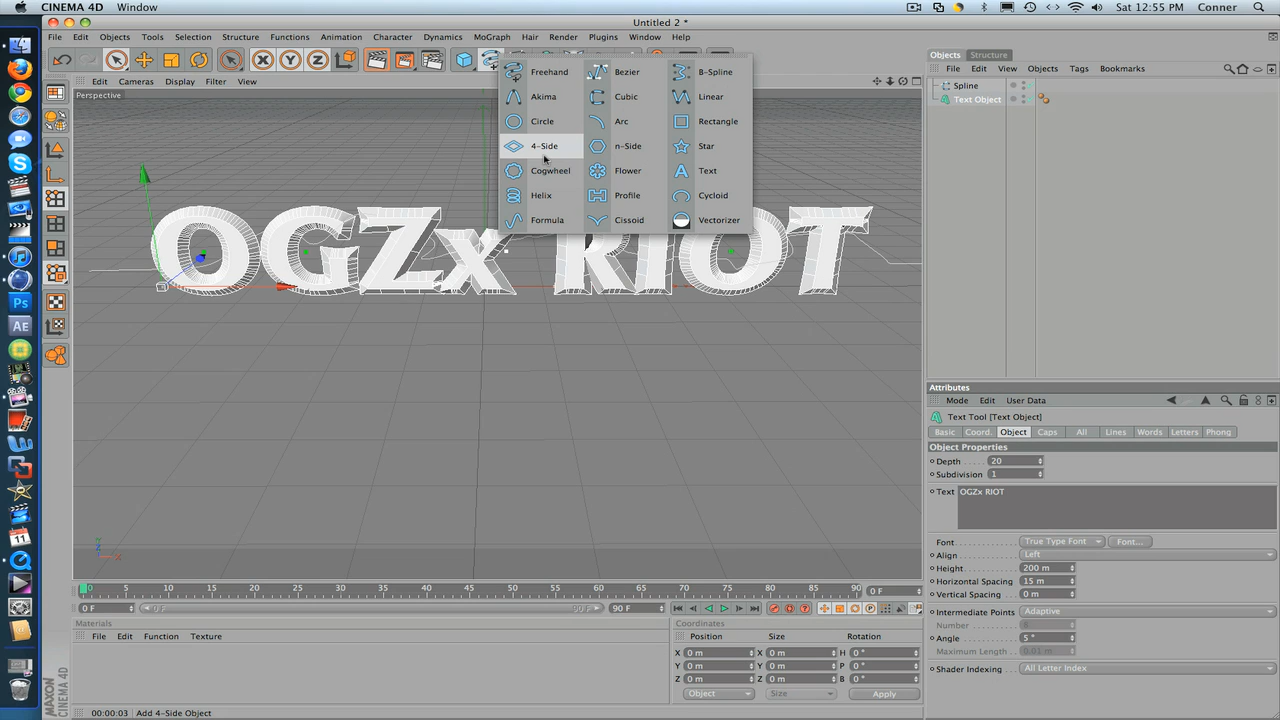 CINEMA 4D Window Sat 12:55 PM Conner
Untitled 2 *
File Edit Objects Tools Selection Structure Functions Animation Character Dynamics MoGraph Hair Render Plugins Window Help
Edit Cameras Display Filter View
Perspective
Freehand Bezier B-Spline
Akima Cubic Linear
Circle Arc Rectangle
4-Side n-Side Star
Cogwheel Flower Text
Helix Profile Cycloid
Formula Cissoid Vectorizer
OGZx RIOT
Objects Structure
File Edit View Objects Tags Bookmarks
Spline
Text Object
Attributes
Mode Edit User Data
Text Tool [Text Object]
Basic Coord. Object Caps All Lines Words Letters Phong
Object Properties
Depth 20
Subdivision 1
Text OGZx RIOT
Font True Type Font Font...
Align Left
Height 200 m
Horizontal Spacing 15 m
Vertical Spacing 0 m
Intermediate Points Adaptive
Number
Angle 5 °
Maximum Length 0.01 m
Shader Indexing All Letter Index
0 5 10 15 20 25 30 35 40 45 50 55 60 65 70 75 80 85 90 0 F
0 F 0 F 90 F 90 F
Materials
File Edit Function Texture
Coordinates
Position Size Rotation
X 0 m X 0 m H 0 °
Y 0 m Y 0 m P 0 °
Z 0 m Z 0 m B 0 °
Object Size Apply
MAXON CINEMA 4D
00:00:03 Add 4-Side Object
Ps
Ae
11